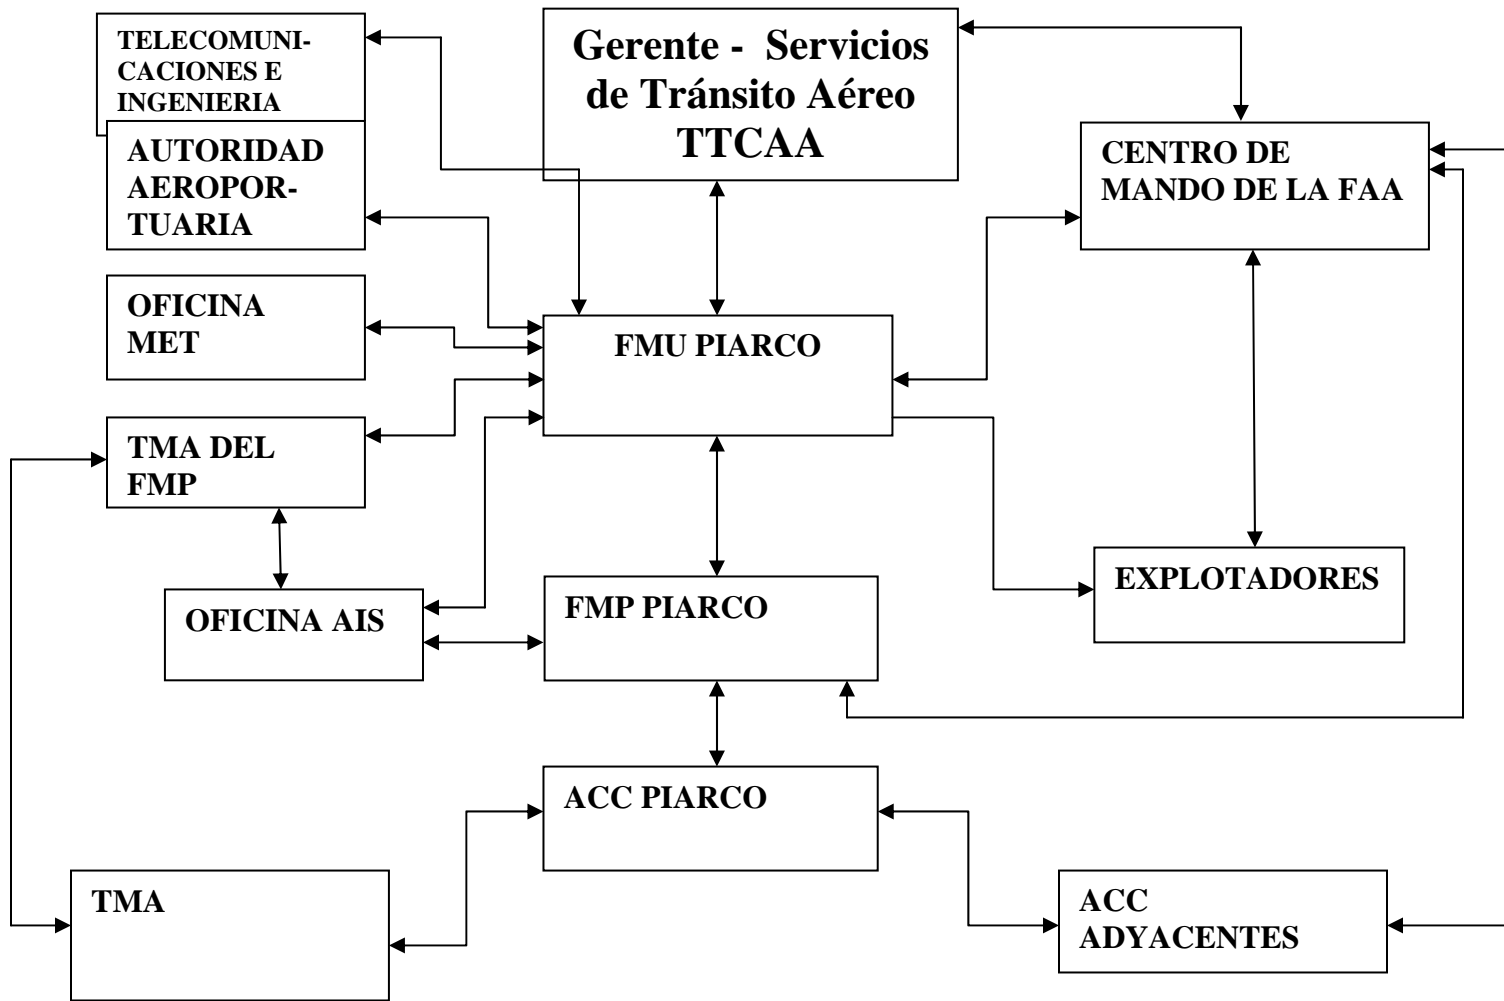 TELECOMUNI-
CACIONES E
INGENIERIA
Gerente - Servicios
de Tránsito Aéreo
TTCAA
AUTORIDAD
AEROPOR-
TUARIA
CENTRO DE
MANDO DE LA FAA
OFICINA
MET
FMU PIARCO
TMA DEL
FMP
EXPLOTADORES
OFICINA AIS
FMP PIARCO
ACC PIARCO
TMA
ACC
ADYACENTES